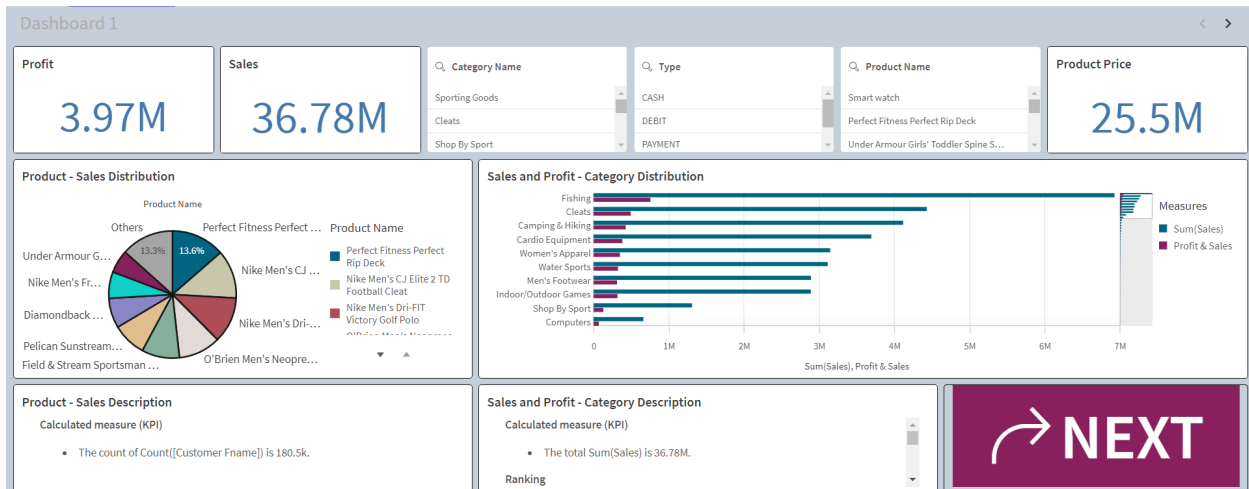 Dashboard 1
Profit
3.97M
Sales
36.78M
Category Name
Sporting Goods
Cleats
Shop By Sport
Type
CASH
DEBIT
PAYMENT
Product Name
Smart watch
Perfect Fitness Perfect Rip Deck
Under Armour Girls' Toddler Spine S...
Product Price
25.5M
Product - Sales Distribution
Product Name
Others
Perfect Fitness Perfect ...
13.3%
13.6%
Under Armour G...
Nike Men's CJ ...
Nike Men's Fr...
Diamondback ...
Nike Men's Dri-...
Pelican Sunstream...
O'Brien Men's Neopre...
Field & Stream Sportsman ...
Product Name
Perfect Fitness Perfect
Rip Deck
Nike Men's CJ Elite 2 TD
Football Cleat
Nike Men's Dri-FIT
Victory Golf Polo
O'Brien Men's Neoprene
Sales and Profit - Category Distribution
Fishing
Cleats
Camping & Hiking
Cardio Equipment
Women's Apparel
Water Sports
Men's Footwear
Indoor/Outdoor Games
Shop By Sport
Computers
0 1M 2M 3M 4M 5M 6M 7M
Sum(Sales), Profit & Sales
Measures
Sum(Sales)
Profit & Sales
Product - Sales Description
Calculated measure (KPI)
• The count of Count([Customer Fname]) is 180.5k.
Sales and Profit - Category Description
Calculated measure (KPI)
• The total Sum(Sales) is 36.78M.
Ranking
NEXT